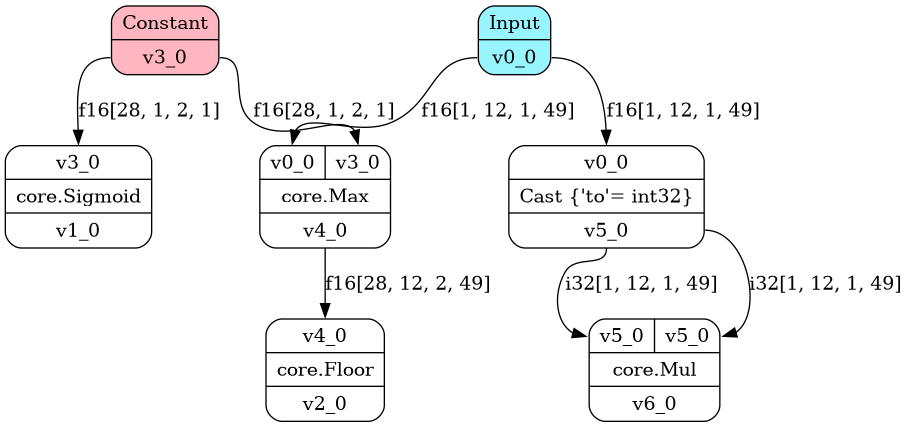 Constant
v3_0
Input
v0_0
f16[28, 1, 2, 1]
f16[28, 1, 2, 1]
f16[1, 12, 1, 49]
f16[1, 12, 1, 49]
v3_0
core.Sigmoid
v1_0
v0_0 v3_0
core.Max
v4_0
v0_0
Cast {'to'= int32}
v5_0
f16[28, 12, 2, 49]
i32[1, 12, 1, 49]
i32[1, 12, 1, 49]
v4_0
core.Floor
v2_0
v5_0 v5_0
core.Mul
v6_0